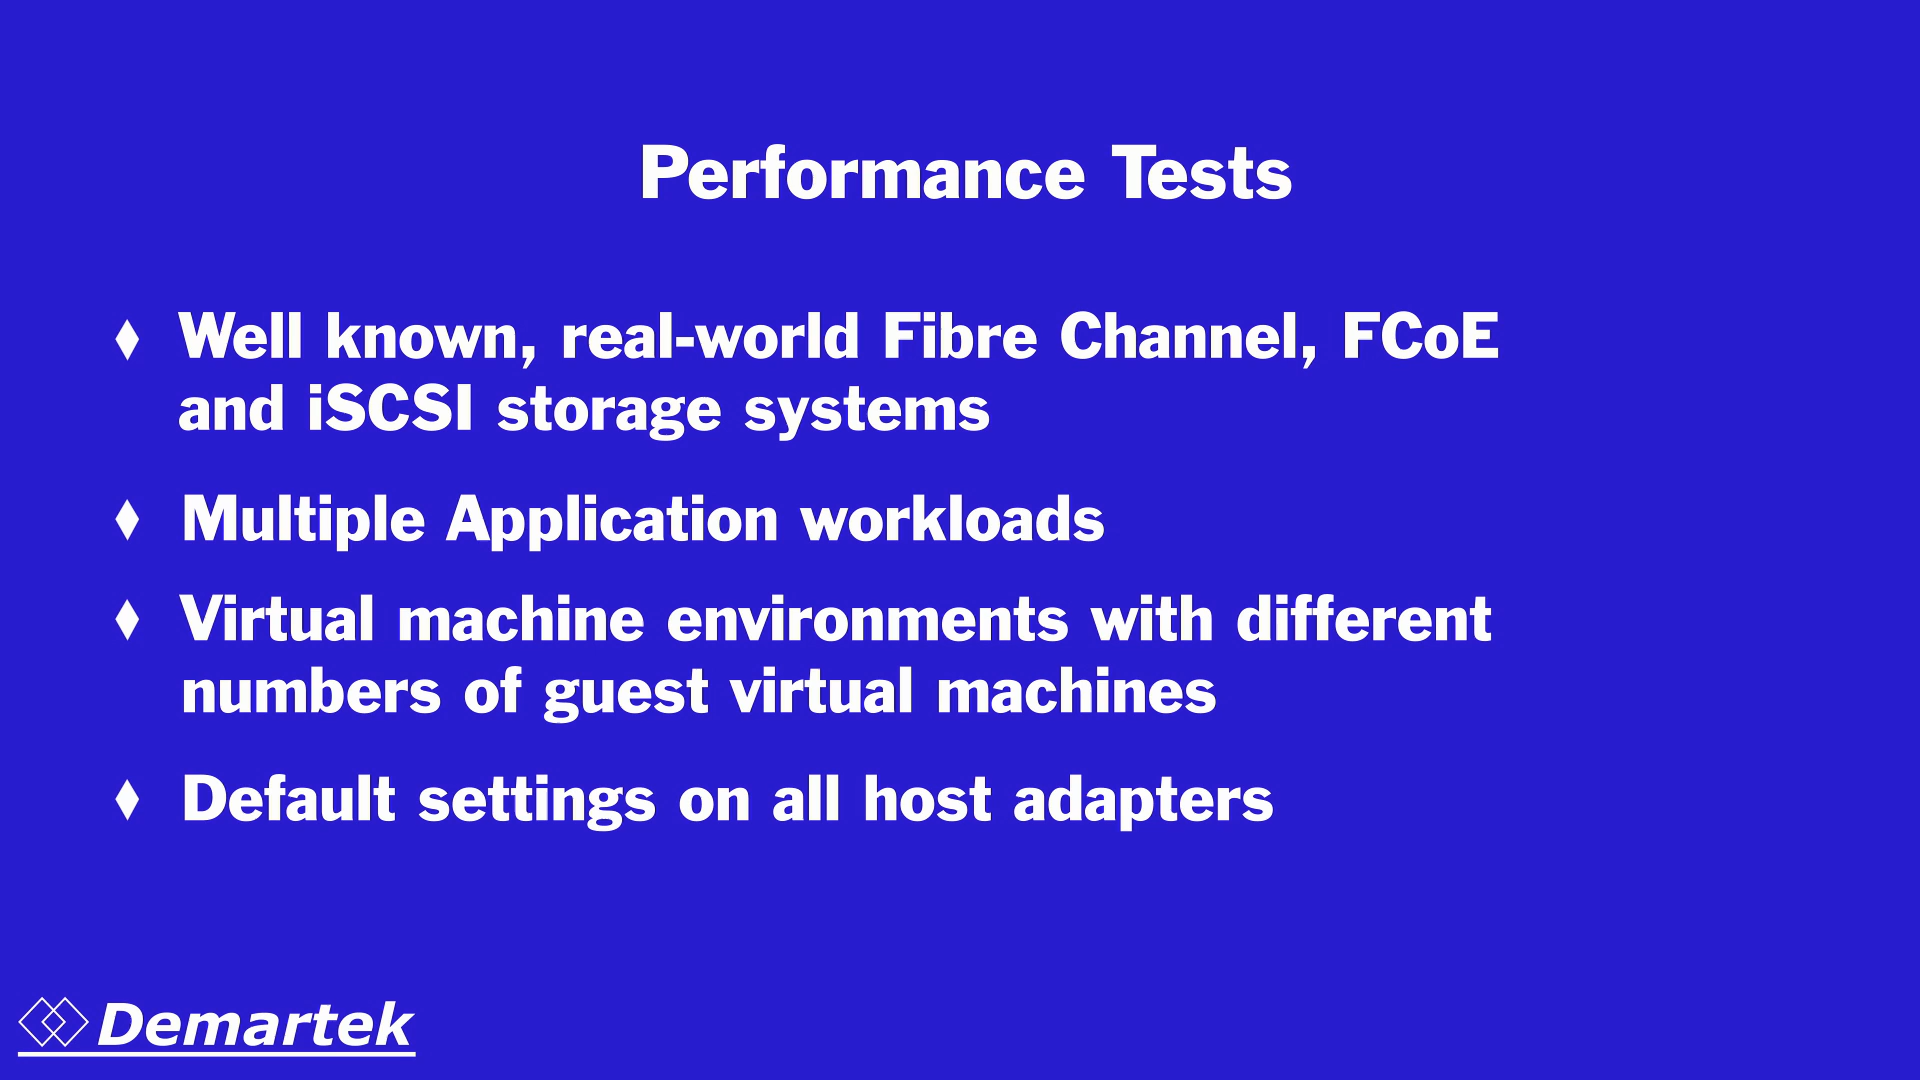 Performance Tests
Well known, real-world Fibre Channel, FCoE
and iSCSI storage systems
Multiple Application workloads
Virtual machine environments with different
numbers of guest virtual machines
Default settings on all host adapters
Demartek